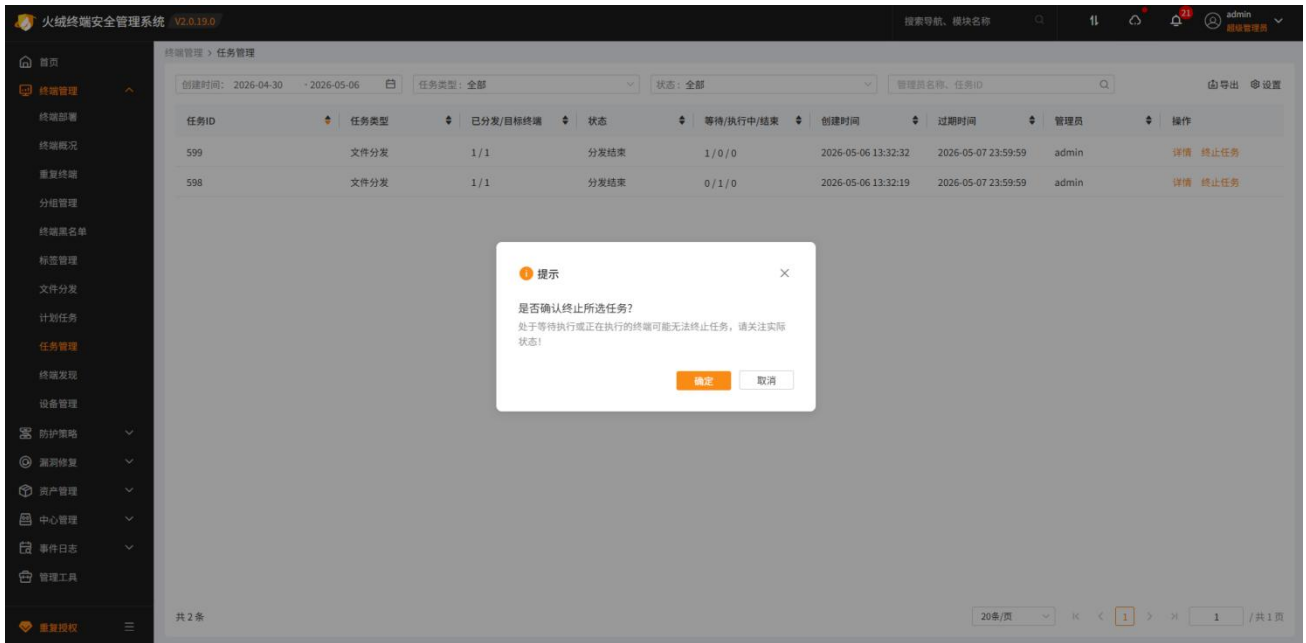 火绒终端安全管理系统 V2.0.19.0 搜索导航、模块名称 21 admin
超级管理员
首页
终端管理
终端部署
终端概况
重复终端
分组管理
终端黑名单
标签管理
文件分发
计划任务
任务管理
终端发现
设备管理
防护策略
漏洞修复
资产管理
中心管理
事件日志
管理工具
重复授权
终端管理 > 任务管理
创建时间: 2026-04-30 - 2026-05-06 任务类型: 全部 状态: 全部 管理员名称、任务ID 导出 设置
任务ID 任务类型 已分发/目标终端 状态 等待/执行中/结束 创建时间 过期时间 管理员 操作
599 文件分发 1/1 分发结束 1/0/0 2026-05-06 13:32:32 2026-05-07 23:59:59 admin 详情 终止任务
598 文件分发 1/1 分发结束 0/1/0 2026-05-06 13:32:19 2026-05-07 23:59:59 admin 详情 终止任务
提示
是否确认终止所选任务?
处于等待执行或正在执行的终端可能无法终止任务，请关注实际
状态!
确定 取消
共 2 条 20条/页 1 1 / 共 1 页